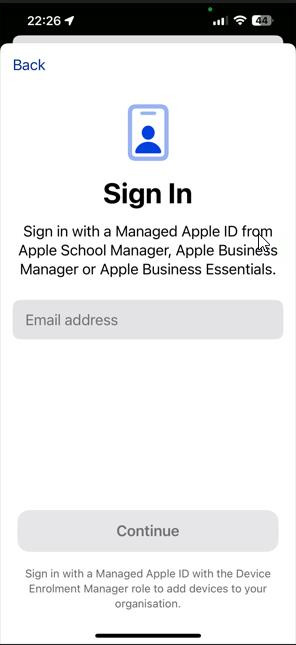 22:26
44
Back
Sign In
Sign in with a Managed Apple ID from
Apple School Manager, Apple Business
Manager or Apple Business Essentials.
Email address
Continue
Sign in with a Managed Apple ID with the Device
Enrolment Manager role to add devices to your
organisation.